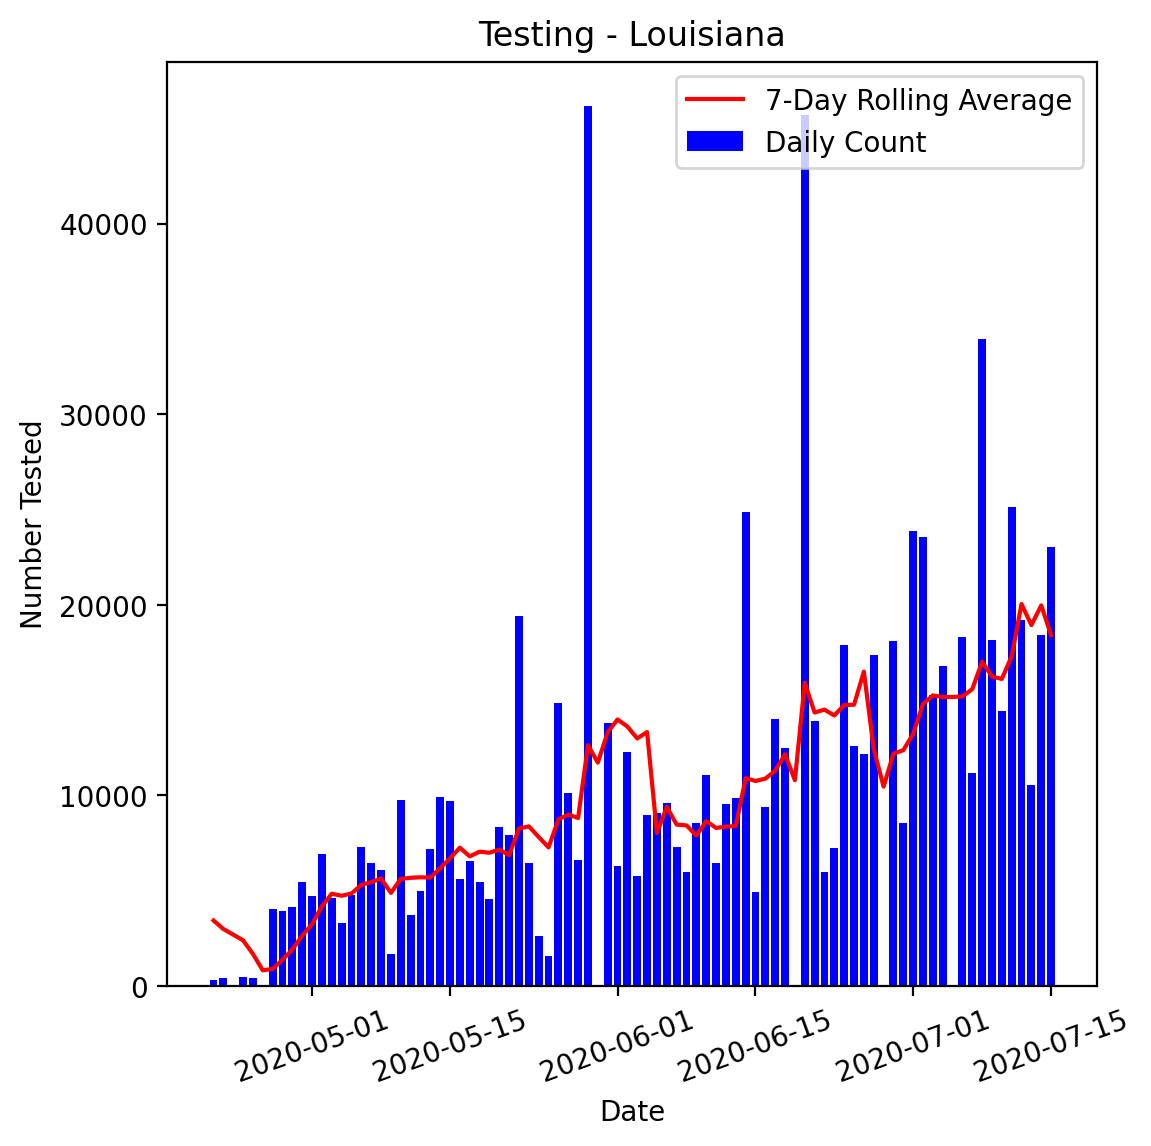 Testing - Louisiana
7-Day Rolling Average
Daily Count
Number Tested
40000
30000
20000
10000
0
2020-05-01
2020-05-15
2020-06-01
2020-06-15
2020-07-01
2020-07-15
Date